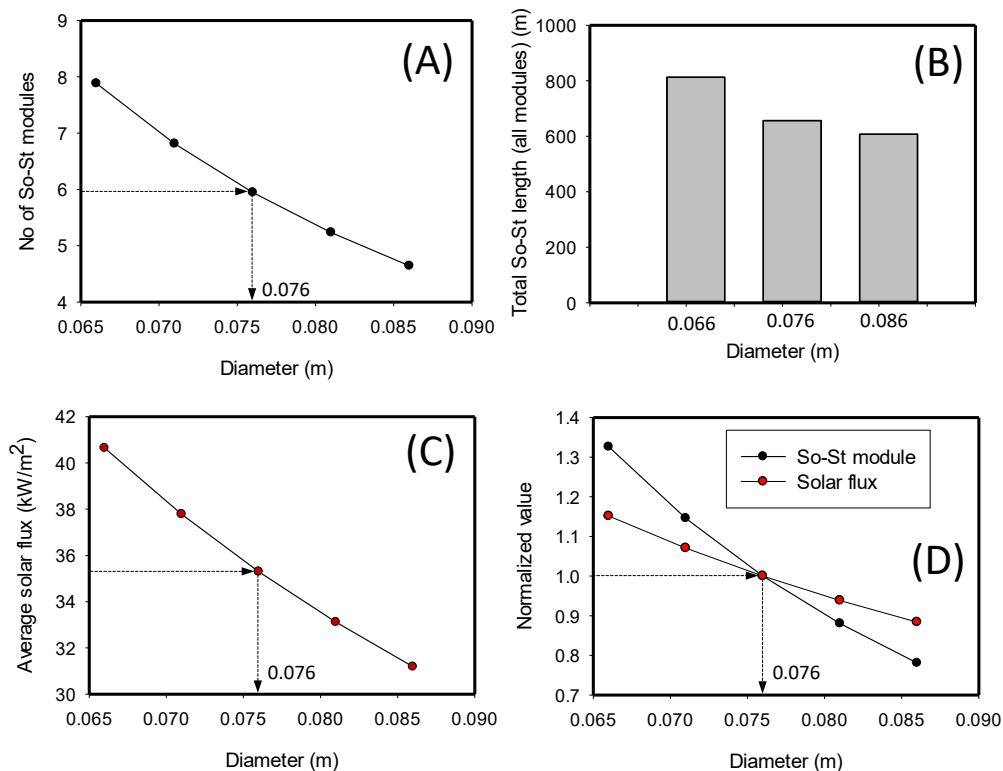 (A)
No of So-St modules
9
8
7
6
5
4
0.076
0.065 0.070 0.075 0.080 0.085 0.090
Diameter (m)
(B)
Total So-St length (all modules) (m)
1000
800
600
400
200
0
0.066 0.076 0.086
Diameter (m)
(C)
Average solar flux (kW/m2)
42
40
38
36
34
32
30
0.076
0.065 0.070 0.075 0.080 0.085 0.090
Diameter (m)
(D)
Normalized value
1.4
1.3
1.2
1.1
1.0
0.9
0.8
0.7
So-St module
Solar flux
0.076
0.065 0.070 0.075 0.080 0.085 0.090
Diameter (m)